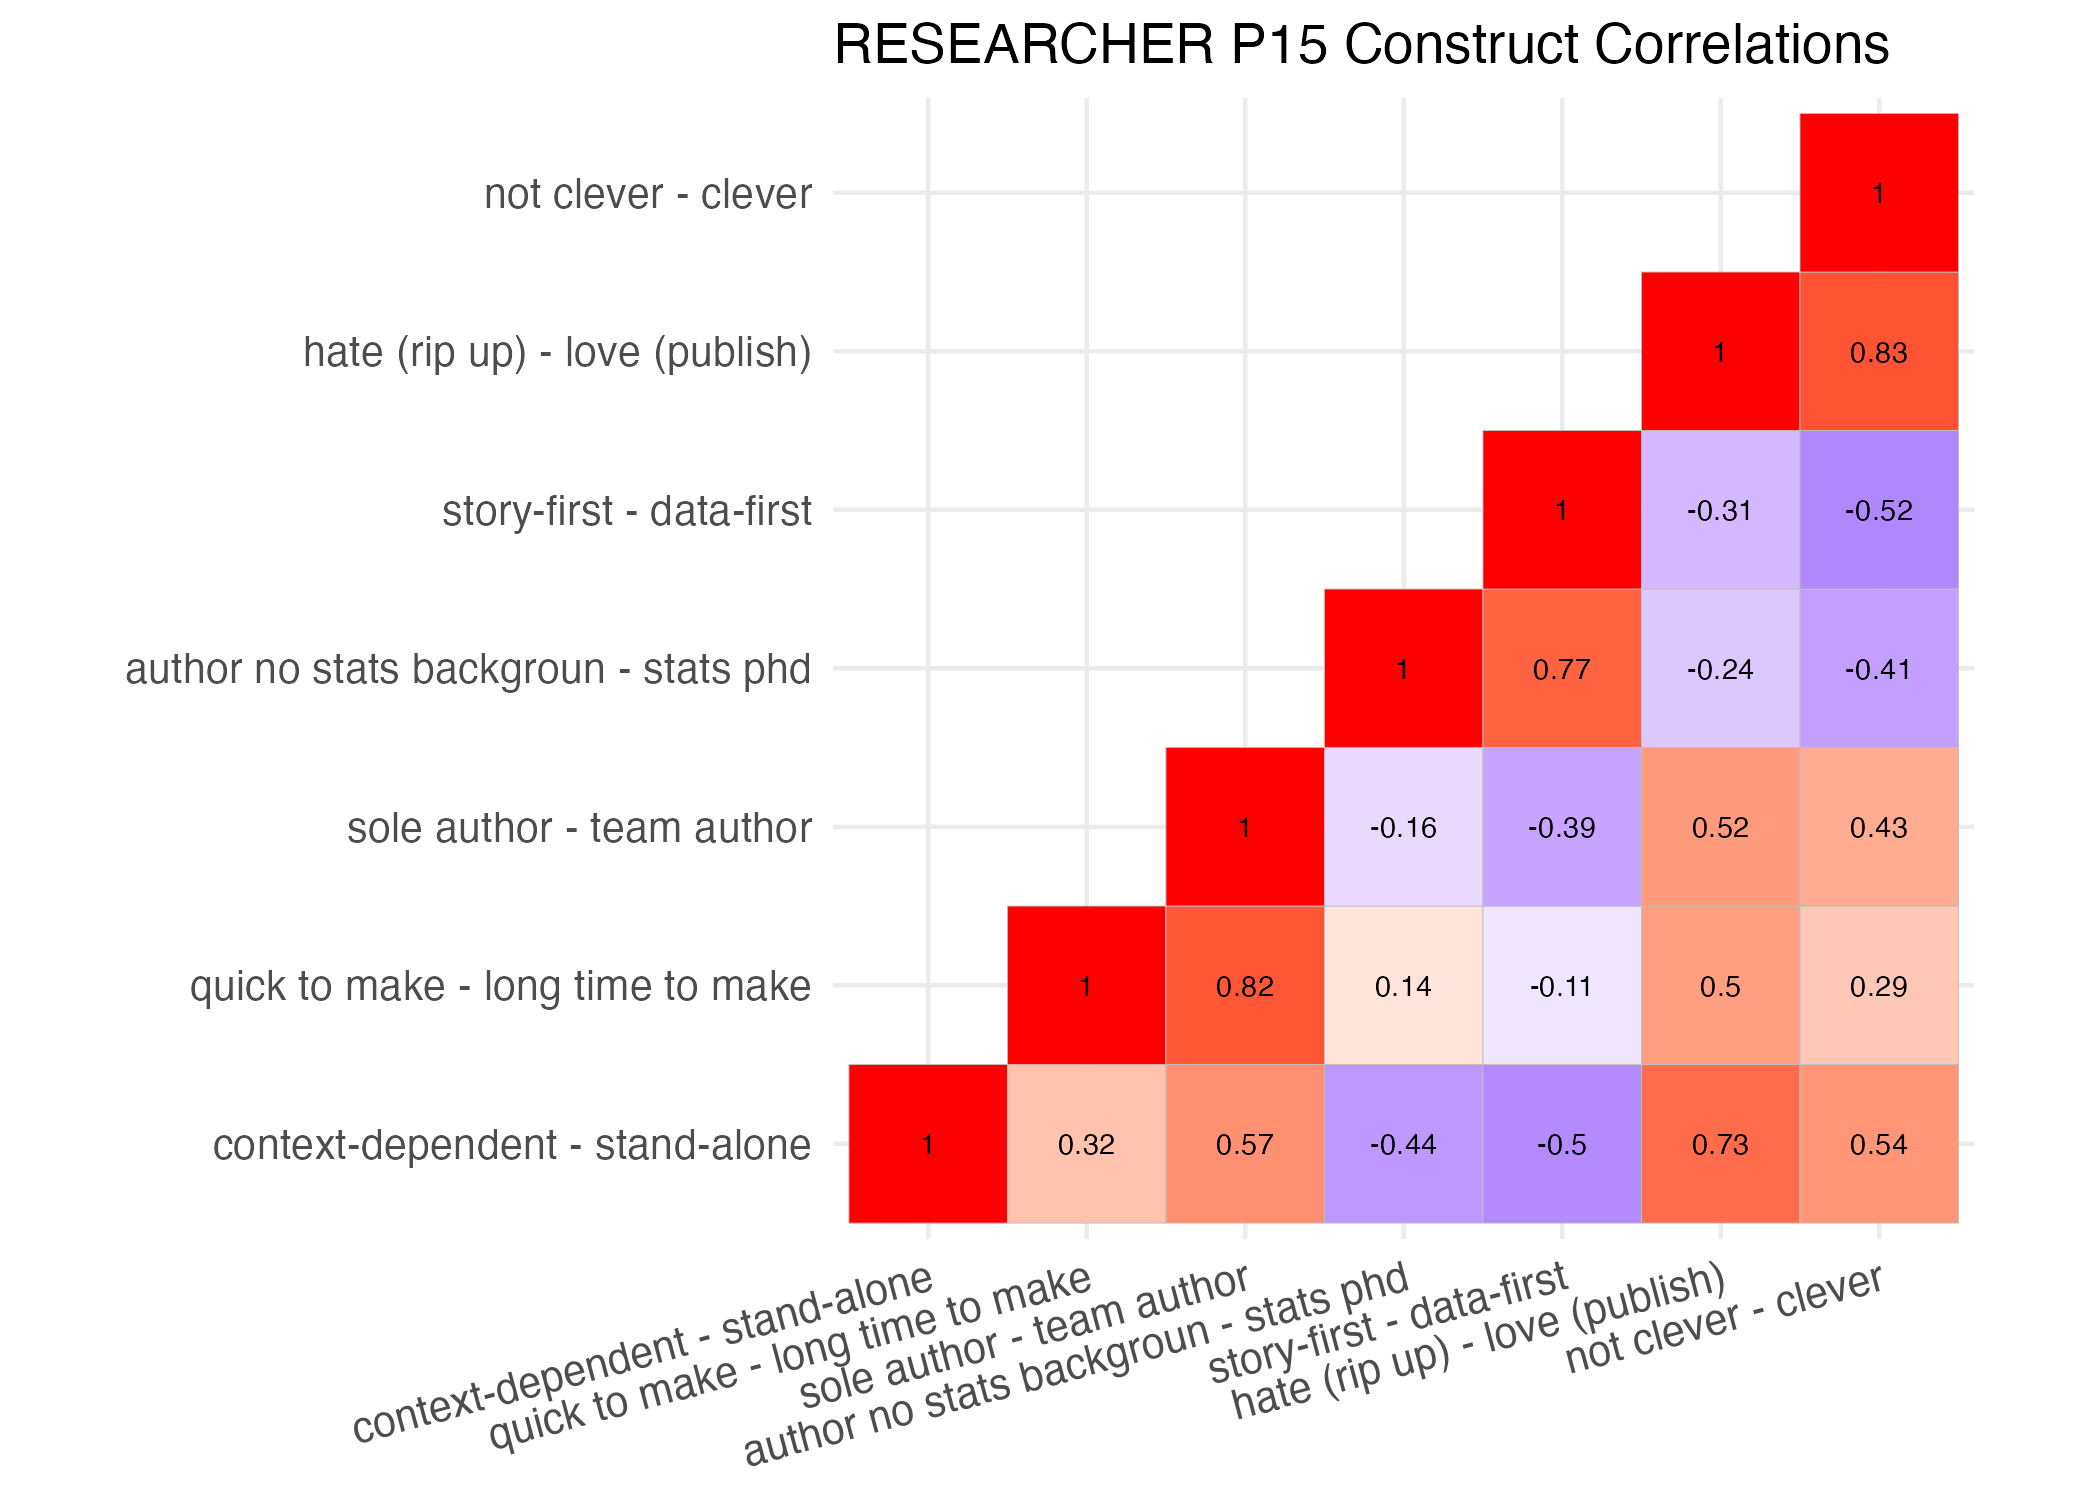 RESEARCHER P15 Construct Correlations
not clever - clever
1
hate (rip up) - love (publish)
1
0.83
story-first - data-first
1
-0.31
-0.52
author no stats backgroun - stats phd
1
0.77
-0.24
-0.41
sole author - team author
1
-0.16
-0.39
0.52
0.43
quick to make - long time to make
1
0.82
0.14
-0.11
0.5
0.29
context-dependent - stand-alone
1
0.32
0.57
-0.44
-0.5
0.73
0.54
context-dependent - stand-alone
quick to make - long time to make
sole author - team author
author no stats backgroun - stats phd
story-first - data-first
hate (rip up) - love (publish)
not clever - clever